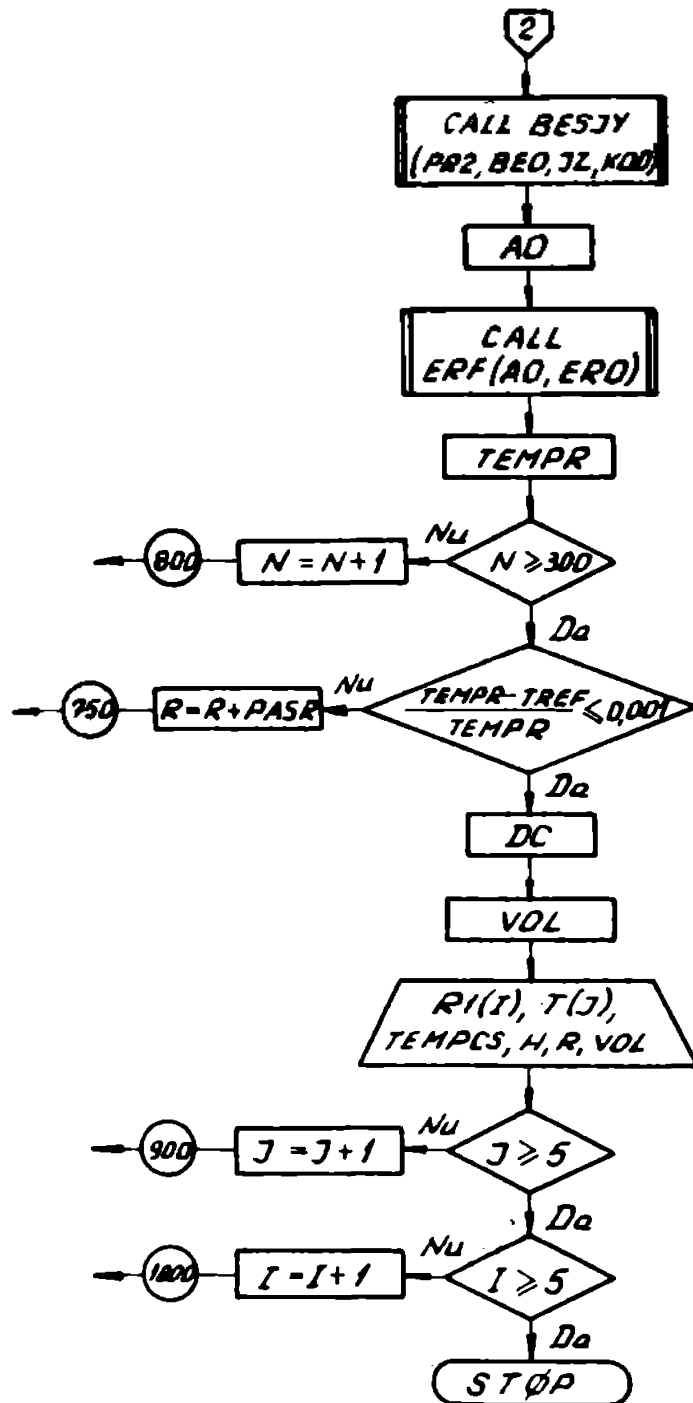 2
CALL BESJY
(PR2, BEO, JZ, KOD)
AO
CALL
ERF(AO, ERO)
TEMPR
800
N = N + 1
Nu
N ⩾ 300
Da
750
R = R + PASR
Nu
TEMPR - TREF
TEMPR
⩽ 0,001
Da
DC
VOL
R1(I), T(J),
TEMPCS, H, R, VOL
900
J = J + 1
Nu
J ⩾ 5
Da
1000
I = I + 1
Nu
I ⩾ 5
Da
STØP